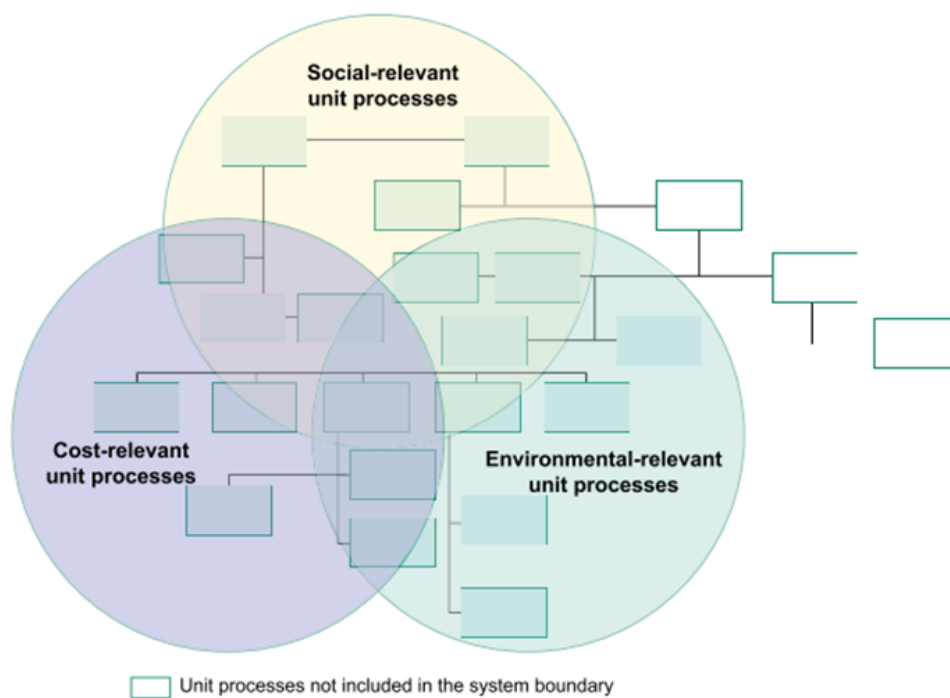 Social-relevant
unit processes
Cost-relevant
unit processes
Environmental-relevant
unit processes
Unit processes not included in the system boundary